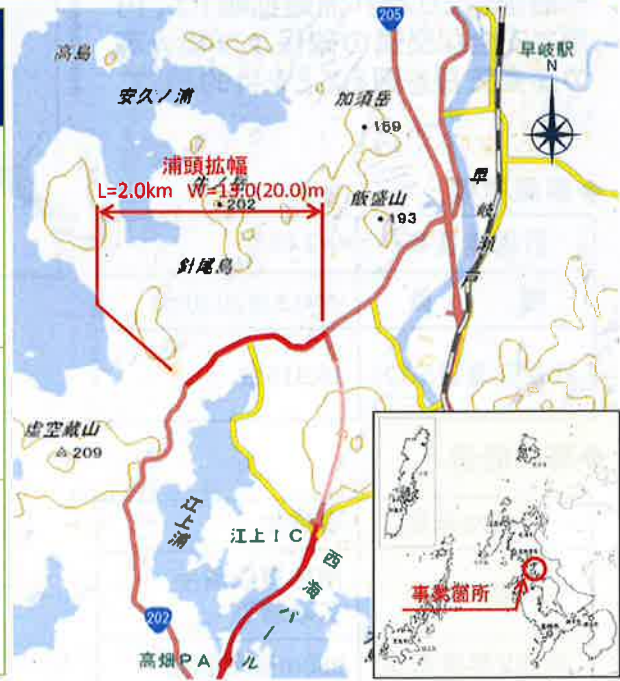 205
早岐駅
N
高島
安久ノ浦
加須岳
169
浦頭拡幅
L=2.0km W=13.0(20.0)m
202
飯盛山
193
早岐瀬戸
針尾島
虚空蔵山
209
江上浦
江上IC
西海パール
202
高畑PA
事業箇所